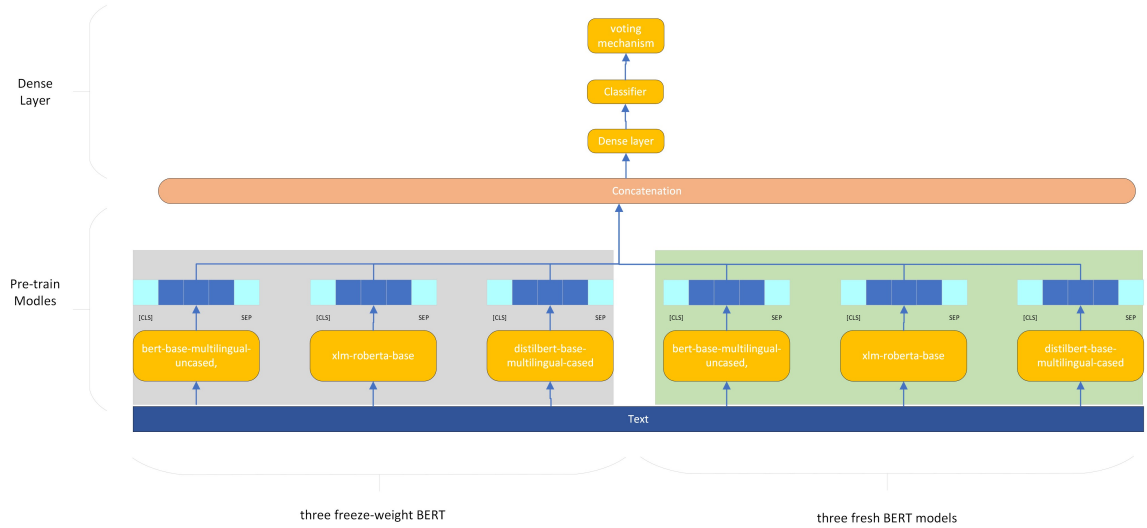 voting
mechanism
Dense
Layer
Classifier
Dense layer
Concatenation
Pre-train
Modles
[CLS] SEP [CLS] SEP [CLS] SEP [CLS] SEP [CLS] SEP [CLS] SEP
bert-base-multilingual-
uncased,
xlm-roberta-base
distilbert-base-
multilingual-cased
bert-base-multilingual-
uncased,
xlm-roberta-base
distilbert-base-
multilingual-cased
Text
three freeze-weight BERT
three fresh BERT models